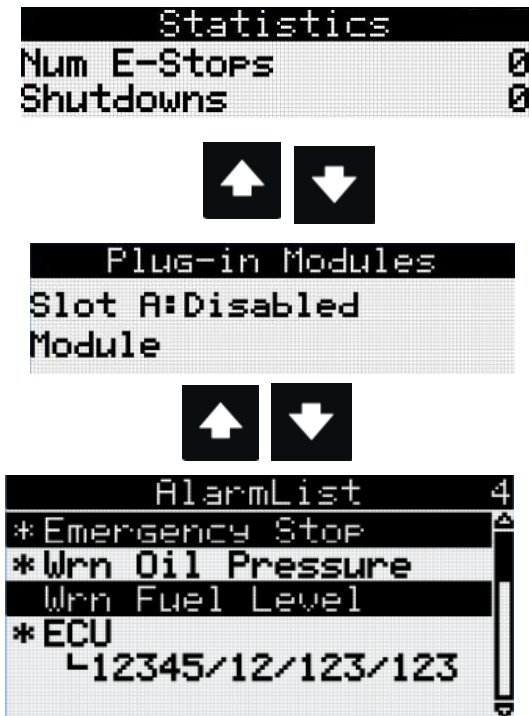 Statistics
Num E-Stops 0
Shutdowns 0
Plug-in Modules
Slot A:Disabled
Module
AlarmList 4
*Emergency Stop
*Wrn Oil Pressure
Wrn Fuel Level
*ECU
└12345/12/123/123